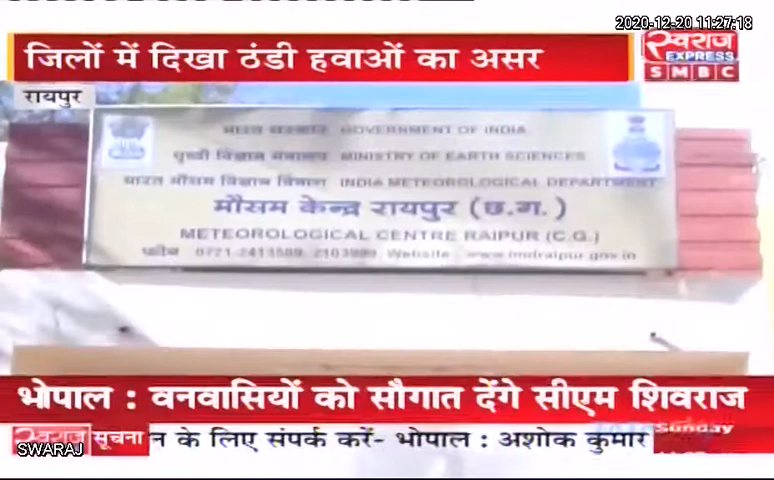 2020-12-20 11:27:18
जिलों में दिखा ठंडी हवाओं का असर
स्वराज
EXPRESS
SMBC
रायपुर
भारत सरकार GOVERNMENT OF INDIA
पृथ्वी विज्ञान मंत्रालय MINISTRY OF EARTH SCIENCES
भारत मौसम विज्ञान विभाग INDIA METEOROLOGICAL DEPARTMENT
मौसम केन्द्र रायपुर (छ.ग.)
METEOROLOGICAL CENTRE RAIPUR (C.G.)
फोन 0771-2413589, Website www.imdraipur.gov.in
भोपाल : वनवासियों को सौगात देंगे सीएम शिवराज
स्वराज सूचना न के लिए संपर्क करें- भोपाल : अशोक कुमार Sunday
SWARAJ